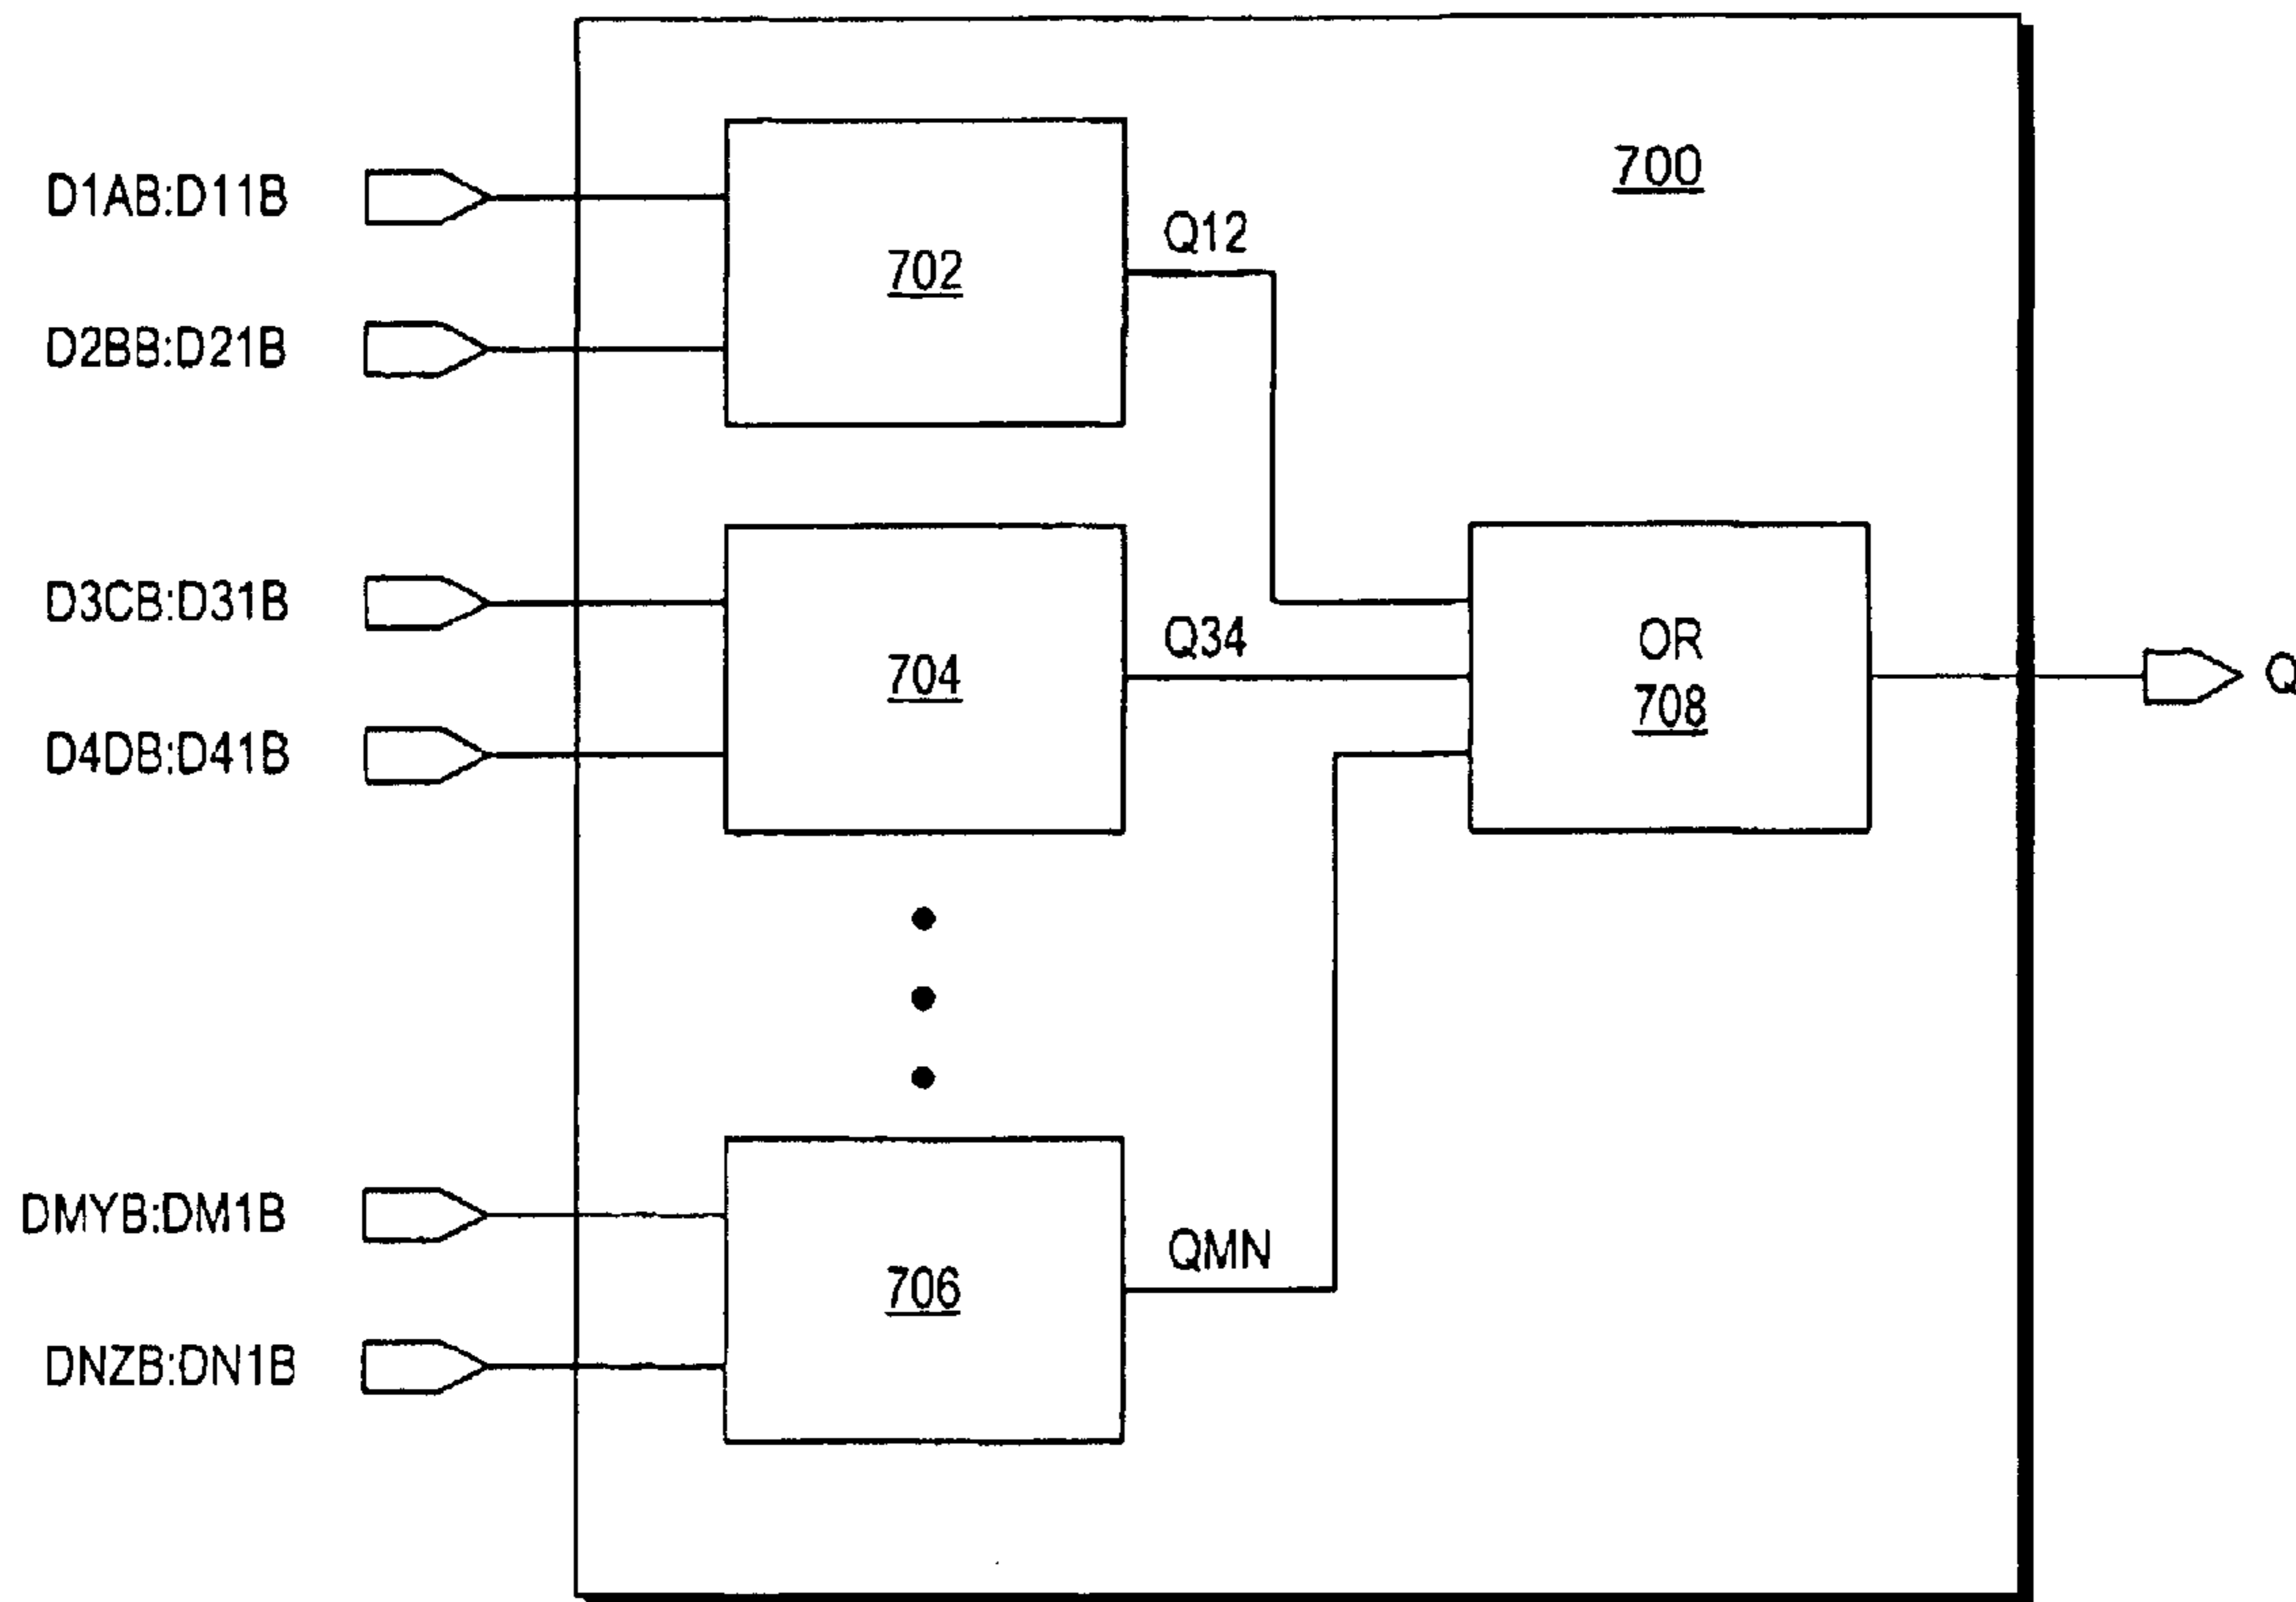 700
D1AB:D11B
702
Q12
D2BB:D21B
D3CB:D31B
704
Q34
OR
708
Q
D4DB:D41B
DMYB:DM1B
706
QMN
DNZB:DN1B